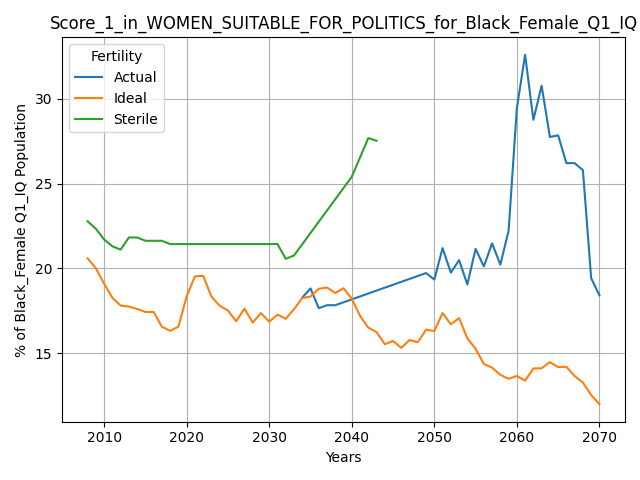 Score_1_in_WOMEN_SUITABLE_FOR_POLITICS_for_Black_Female_Q1_IQ
Fertility
Actual
Ideal
Sterile
% of Black_Female Q1_IQ Population
30
25
20
15
2010 2020 2030 2040 2050 2060 2070
Years